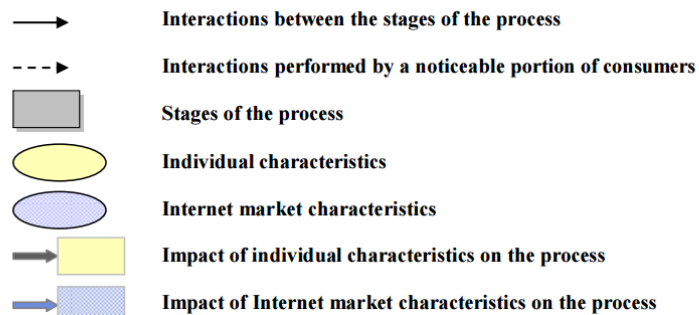 Interactions between the stages of the process
Interactions performed by a noticeable portion of consumers
Stages of the process
Individual characteristics
Internet market characteristics
Impact of individual characteristics on the process
Impact of Internet market characteristics on the process